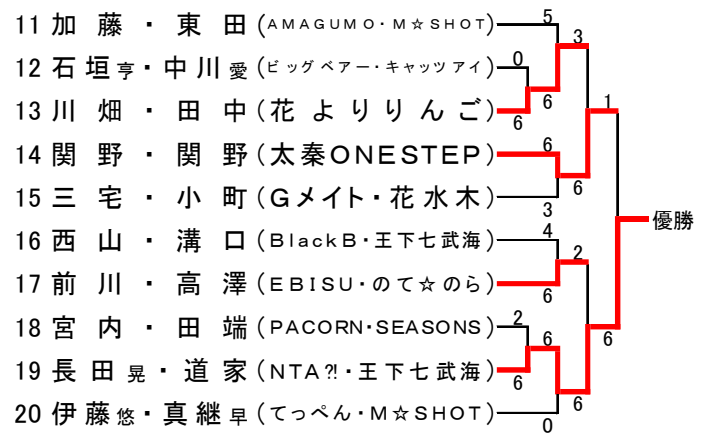 11 加藤・東田(AMAGUMO・M☆SHOT) 5
3
12 石垣亨・中川愛(ビッグベアー・キャッツアイ) 0
6
1
13 川畑・田中(花よりりんご) 6
14 関野・関野(太秦ONESTEP) 6
6
15 三宅・小町(Gメイト・花水木) 3
優勝
16 西山・溝口(BlackB・王下七武海) 4
2
17 前川・高澤(EBISU・のて☆のら) 6
18 宮内・田端(PACORN・SEASONS) 2
6
6
19 長田晃・道家(NTA⁈・王下七武海) 6
6
20 伊藤悠・真継早(てっぺん・M☆SHOT) 0